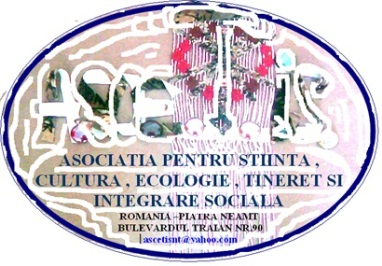 ASCETIS
ASOCIATIA PENTRU STIINTA ,
CULTURA , ECOLOGIE , TINERET SI
INTEGRARE SOCIALA
ROMANIA -PIATRA NEAMT
BULEVARDUL TRAIAN NR.90
ascetisnt@yahoo.com